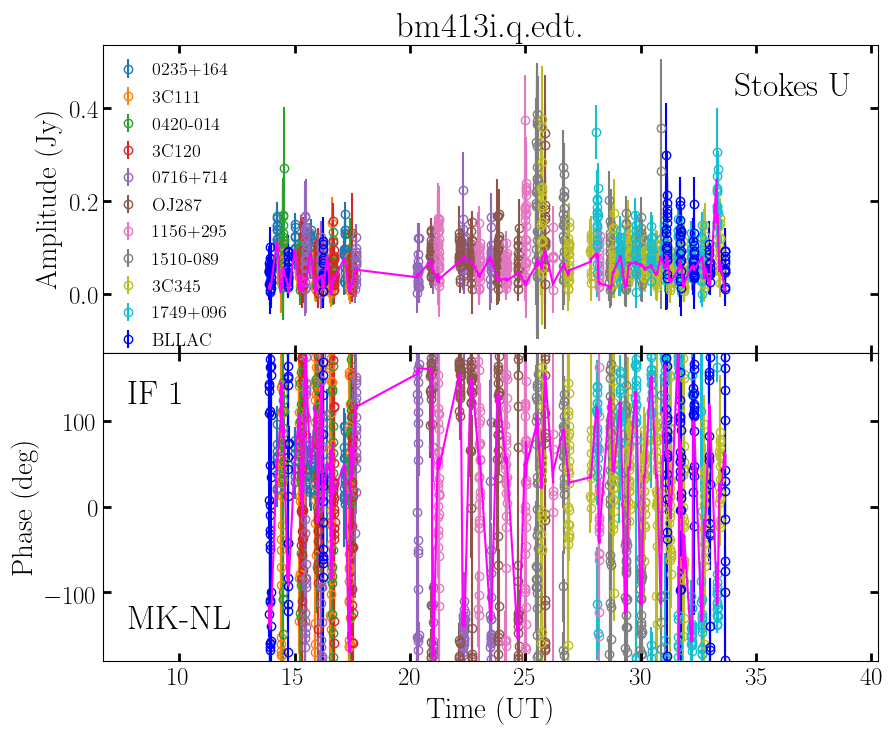 bm413i.q.edt.
Stokes U
Amplitude (Jy)
0.4
0.2
0.0
0235+164
3C111
0420-014
3C120
0716+714
OJ287
1156+295
1510-089
3C345
1749+096
BLLAC
IF 1
MK-NL
Phase (deg)
100
0
−100
10 15 20 25 30 35 40
Time (UT)